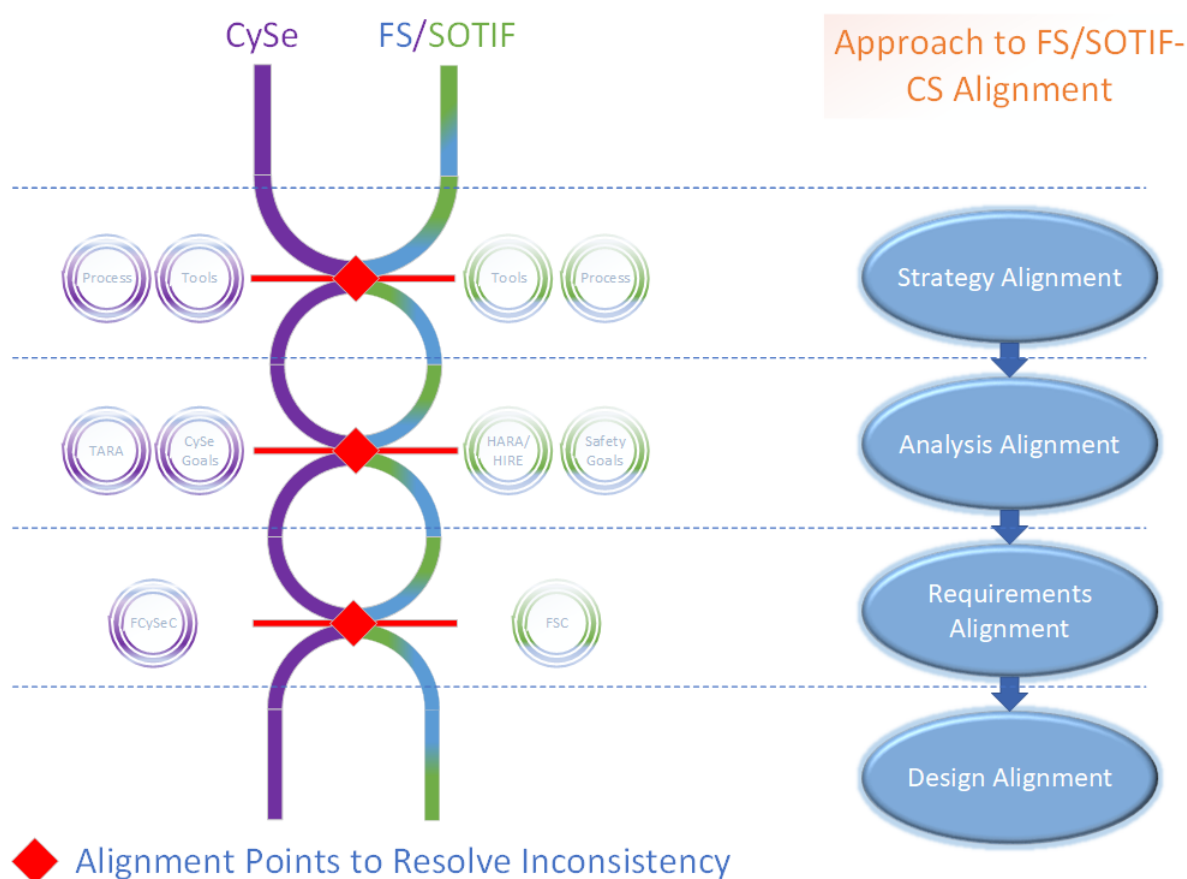 CySe
FS/SOTIF
Approach to FS/SOTIF-
CS Alignment
Process
Tools
Tools
Process
Strategy Alignment
TARA
CySe
Goals
HARA/
HIRE
Safety
Goals
Analysis Alignment
FCySeC
FSC
Requirements
Alignment
Design Alignment
Alignment Points to Resolve Inconsistency